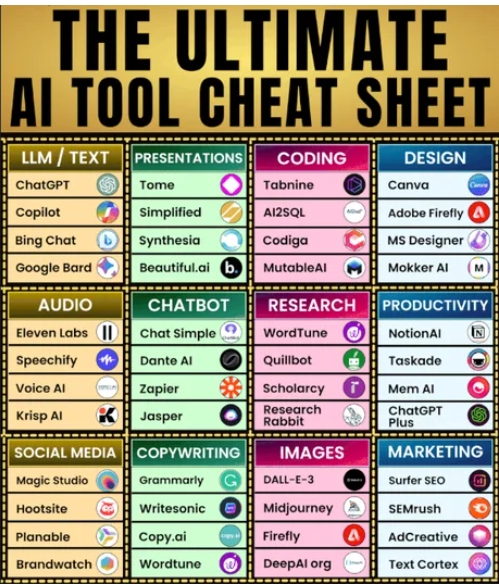 THE ULTIMATE
AI TOOL CHEAT SHEET
LLM / TEXT
ChatGPT
Copilot
Bing Chat
Google Bard
PRESENTATIONS
Tome
Simplified
Synthesia
Beautiful.ai
b.
CODING
Tabnine
AI2SQL
Codiga
MutableAI
DESIGN
Canva
Canva
Adobe Firefly
MS Designer
Mokker AI
M
AUDIO
Eleven Labs
Speechify
Voice AI
Krisp AI
CHATBOT
Chat Simple
Dante AI
Zapier
Jasper
RESEARCH
WordTune
Quillbot
Scholarcy
Research
Rabbit
PRODUCTIVITY
NotionAI
Taskade
Mem AI
ChatGPT
Plus
SOCIAL MEDIA
Magic Studio
Hootsite
Planable
Brandwatch
COPYWRITING
Grammarly
Writesonic
Copy.ai
Wordtune
IMAGES
DALL-E-3
Midjourney
Firefly
DeepAI org
MARKETING
Surfer SEO
SEMrush
AdCreative
Text Cortex